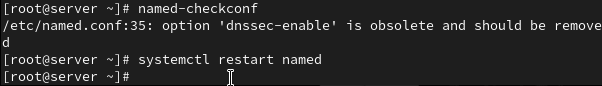 [root@server ~]# named-checkconf
/etc/named.conf:35: option 'dnssec-enable' is obsolete and should be remove
d
[root@server ~]# systemctl restart named
[root@server ~]#